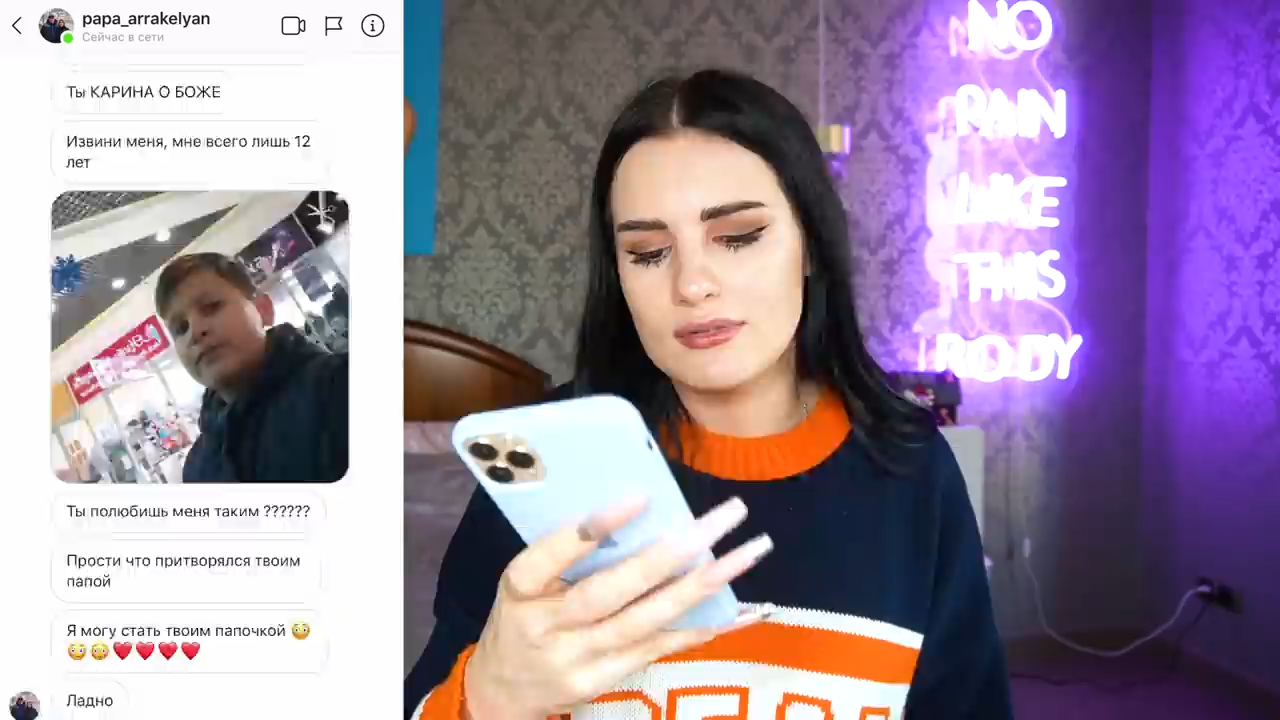 papa_arrakelyan
Сейчас в сети
Ты КАРИНА О БОЖЕ
Извини меня, мне всего лишь 12
лет
Ты полюбишь меня таким ??????
Прости что притворялся твоим
папой
Я могу стать твоим папочкой 😳
😳😳❤️❤️❤️❤️
Ладно
NO
PAIN
LIKE
THIS
BODY